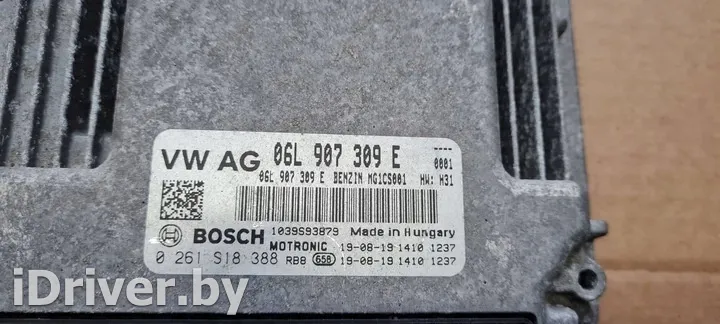 VW AG 06L 907 309 E ----
0001
06L 907 309 E BENZIN MG1CS001 HW: H31
BOSCH 1039S93879 Made in Hungary
MOTRONIC 19-08-19 1410 1237
0 261 S18 388 RBB 658 19-08-19 1410 1237
iDriver.by